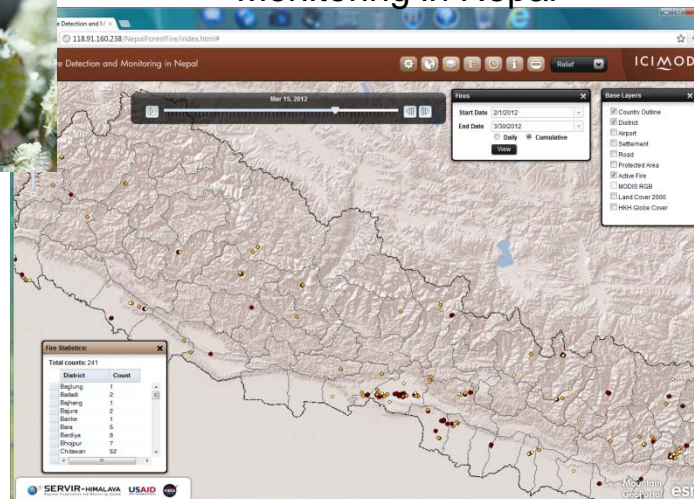 Monitoring in Nepal
e Detection and M
118.91.160.238/NepalForestFire/index.html#
re Detection and Monitoring in Nepal
Relief
ICIMOD
Mar 15, 2012
Fires
Start Date 2/1/2012
End Date 3/30/2012
Daily Cumulative
View
Base Layers
Country Outline
District
Airport
Settlement
Road
Protected Area
Active Fire
MODIS RGB
Land Cover 2000
HKH Globe Cover
Fire Statistics:
Total counts: 241
District Count
Baglung 1
Baitadi 2
Bajhang 1
Bajura 2
Banke 1
Bara 5
Bardiya 8
Bhojpur 7
Chitawan 52
SERVIR-HIMALAYA USAID
Mountain
GeoPortal
esri